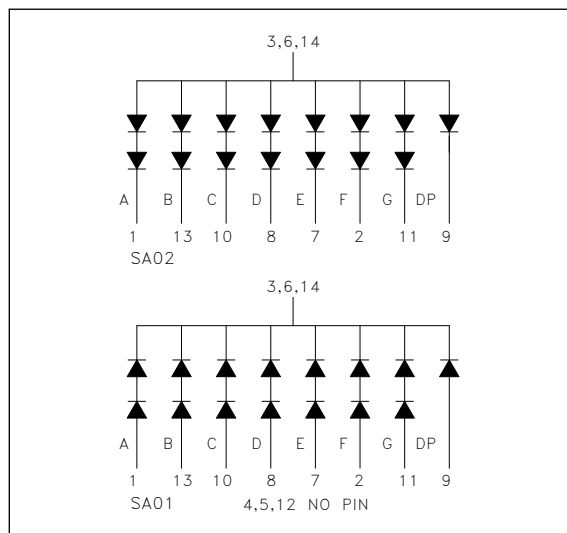 3,6,14
A B C D E F G DP
1 13 10 8 7 2 11 9
SA02
3,6,14
A B C D E F G DP
1 13 10 8 7 2 11 9
SA01 4,5,12 NO PIN